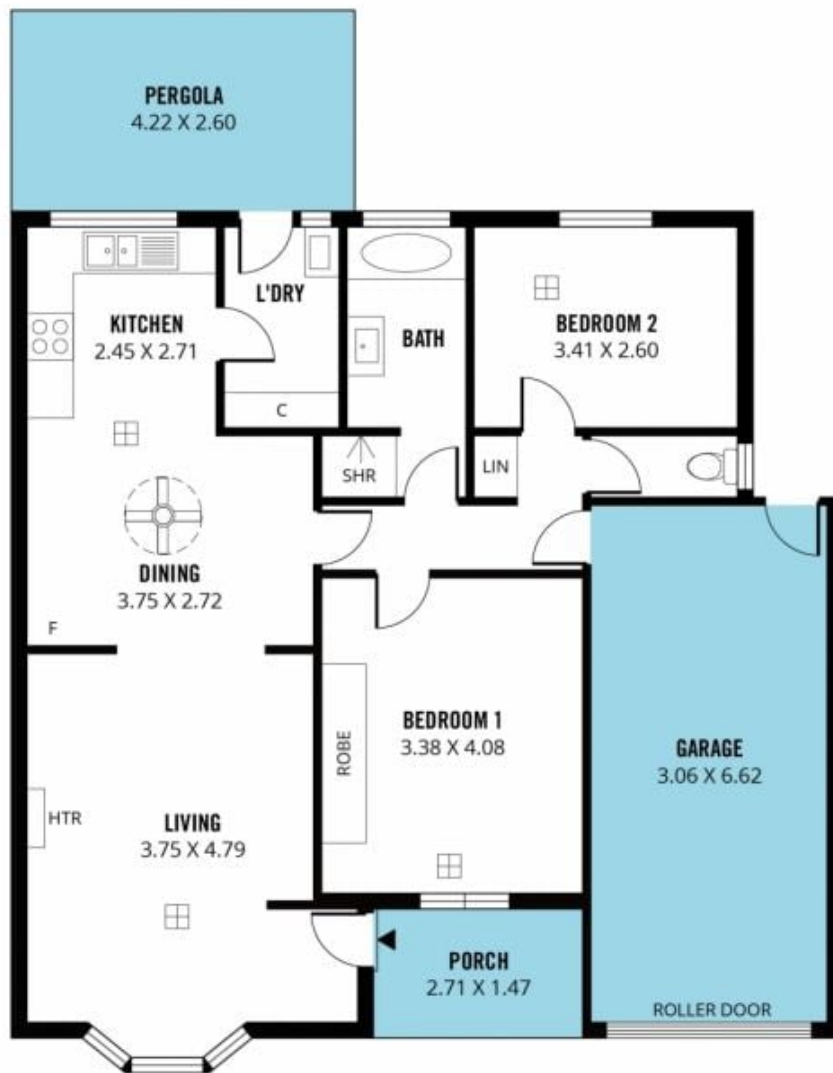 PERGOLA
4.22 X 2.60
L'DRY
KITCHEN
2.45 X 2.71
BATH
BEDROOM 2
3.41 X 2.60
C
SHR
LIN
DINING
3.75 X 2.72
F
BEDROOM 1
3.38 X 4.08
ROBE
GARAGE
3.06 X 6.62
HTR
LIVING
3.75 X 4.79
PORCH
2.71 X 1.47
ROLLER DOOR